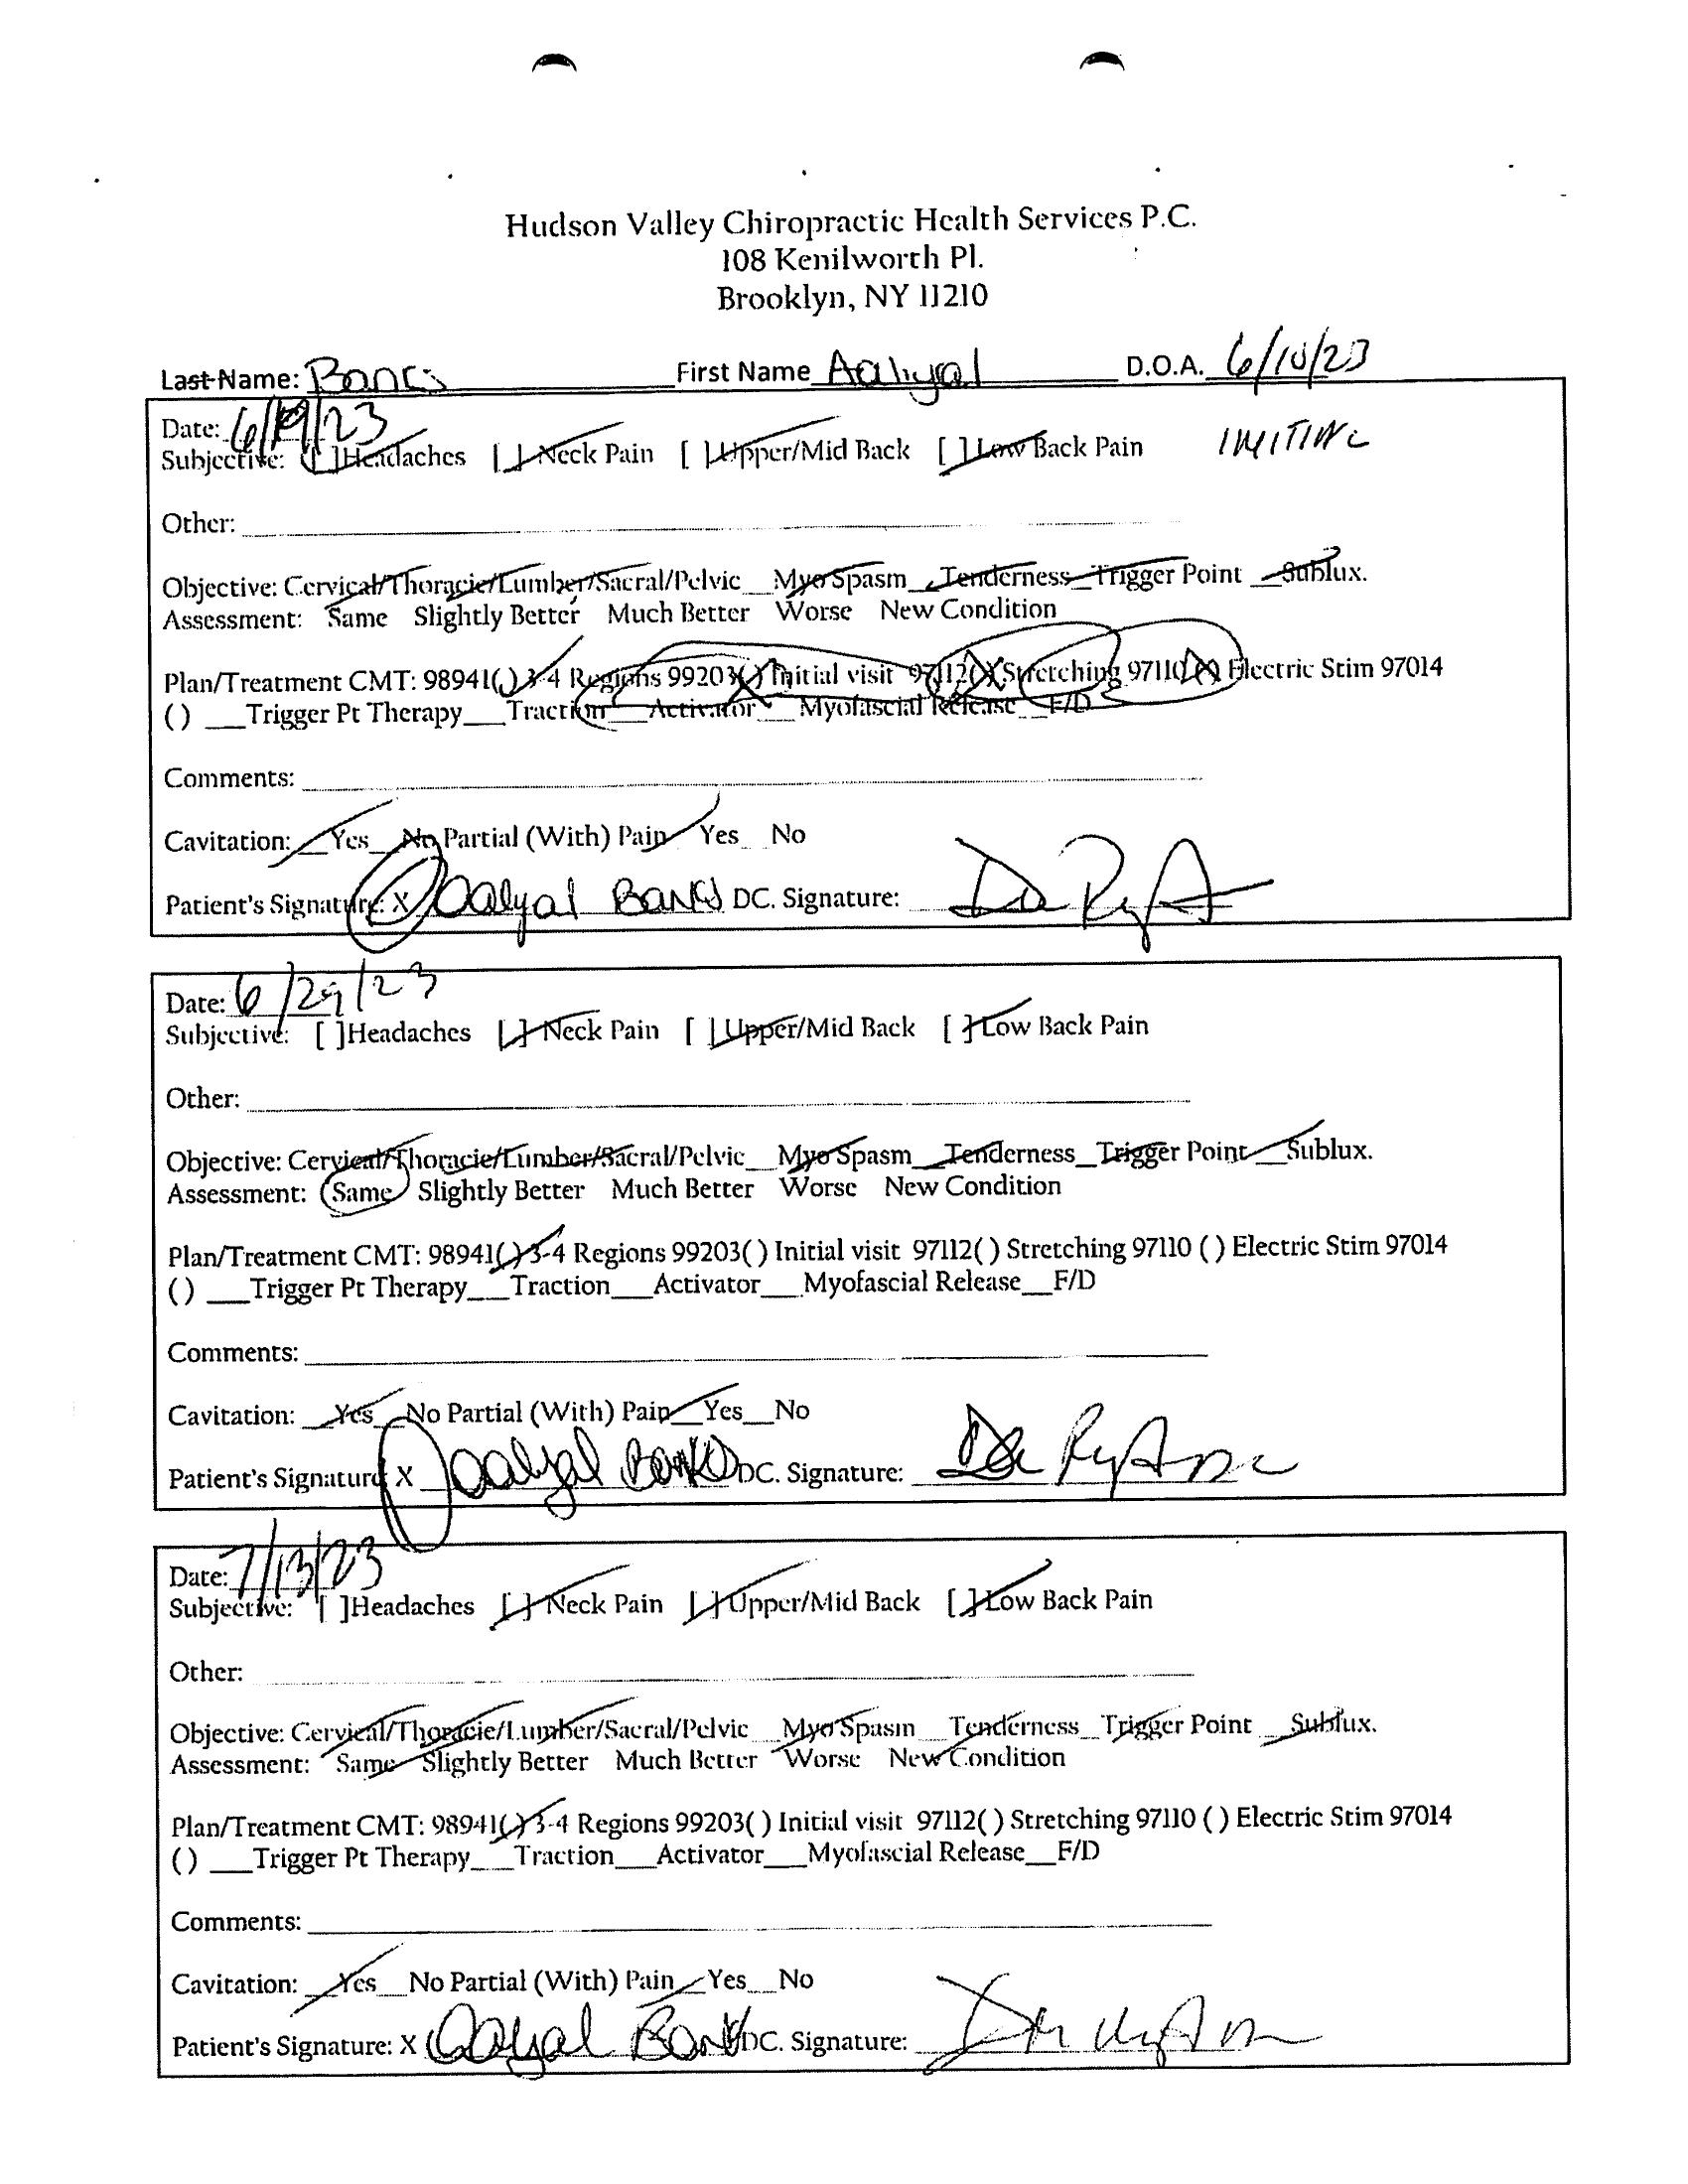 Hudson Valley Chiropractic Health Services P.C.
108 Kenilworth Pl.
Brooklyn, NY 11210
Last Name: Banks First Name Aaliyal D.O.A. 6/10/23
Date: 6/19/23
Subjective: [ ]Headaches [ ] Neck Pain [ ] Upper/Mid Back [ ] Low Back Pain
Other:
Objective: Cervical/Thoracic/Lumber/Sacral/Pelvic__Myo Spasm__Tenderness__Trigger Point __Sublux.
Assessment: Same Slightly Better Much Better Worse New Condition
Plan/Treatment CMT: 98941( ) 3-4 Regions 99203( ) Initial visit 97112( ) Stretching 97110 ( ) Electric Stim 97014
( ) ___Trigger Pt Therapy___Traction___Activator___Myofascial Release__F/D
Comments:
Cavitation: __Yes__No Partial (With) Pain__Yes__No
Patient's Signature: X Aalyal Banks DC. Signature:
Date: 6/29/23
Subjective: [ ]Headaches [ ] Neck Pain [ ] Upper/Mid Back [ ] Low Back Pain
Other:
Objective: Cervical/Thoracic/Lumber/Sacral/Pelvic__Myo Spasm__Tenderness__Trigger Point__Sublux.
Assessment: Same Slightly Better Much Better Worse New Condition
Plan/Treatment CMT: 98941( ) 3-4 Regions 99203( ) Initial visit 97112( ) Stretching 97110 ( ) Electric Stim 97014
( ) ___Trigger Pt Therapy___Traction___Activator___Myofascial Release__F/D
Comments:
Cavitation: __Yes__No Partial (With) Pain__Yes__No
Patient's Signature X Aalyal Banks DC. Signature:
Date: 7/13/23
Subjective: [ ]Headaches [ ] Neck Pain [ ] Upper/Mid Back [ ] Low Back Pain
Other:
Objective: Cervical/Thoracic/Lumber/Sacral/Pelvic__Myo Spasm__Tenderness__Trigger Point __Sublux.
Assessment: Same Slightly Better Much Better Worse New Condition
Plan/Treatment CMT: 98941( ) 3-4 Regions 99203( ) Initial visit 97112( ) Stretching 97110 ( ) Electric Stim 97014
( ) ___Trigger Pt Therapy___Traction___Activator___Myofascial Release__F/D
Comments:
Cavitation: __Yes__No Partial (With) Pain__Yes__No
Patient's Signature: X Aalyal Banks DC. Signature: